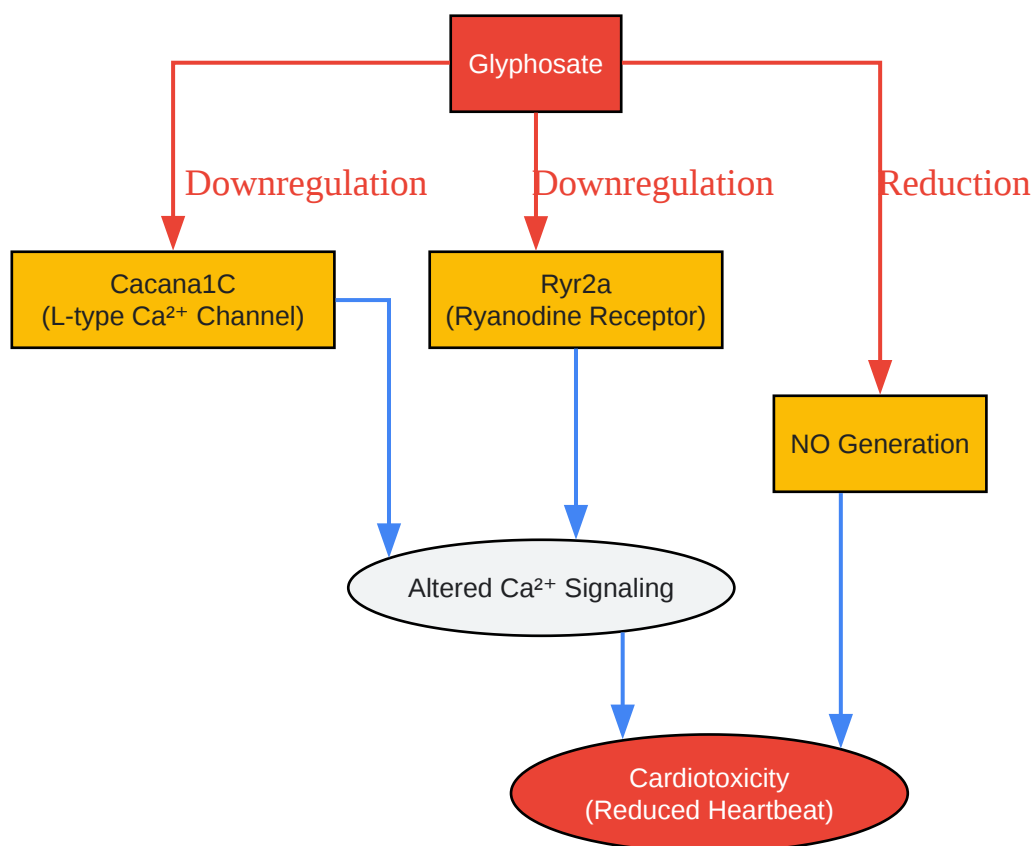 Glyphosate
Downregulation
Downregulation
Reduction
Cacana1C
(L-type Ca²⁺ Channel)
Ryr2a
(Ryanodine Receptor)
NO Generation
Altered Ca²⁺ Signaling
Cardiotoxicity
(Reduced Heartbeat)